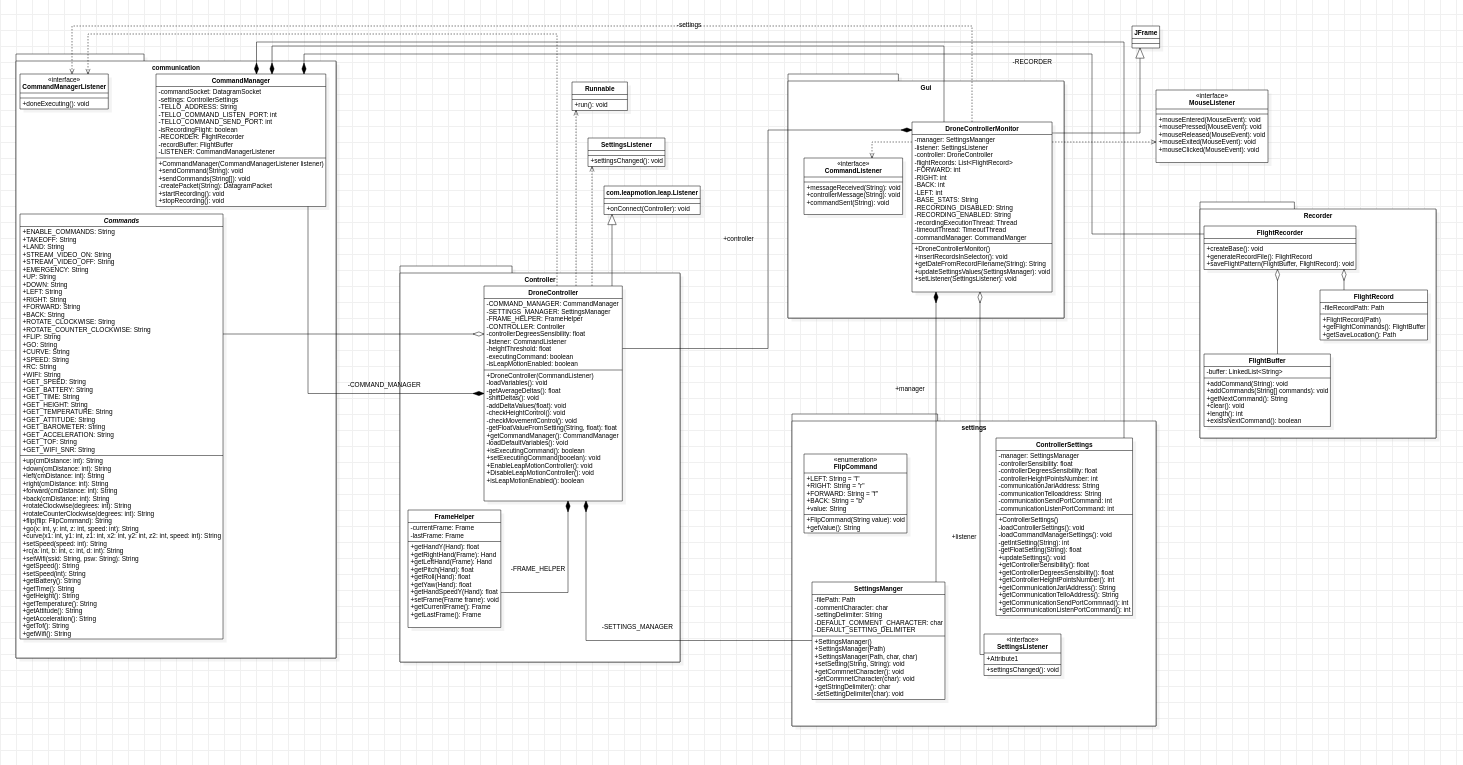 -settings
JFrame
-RECORDER
communication
«interface»
CommandManagerListener
+doneExecuting(): void
CommandManager
-commandSocket: DatagramSocket
-settings: ControllerSettings
-TELLO_ADDRESS: String
-TELLO_COMMAND_LISTEN_PORT: int
-TELLO_COMMAND_SEND_PORT: int
-isRecordingFlight: boolean
-RECORDER: FlightRecorder
-recordBuffer: FlightBuffer
-LISTENER: CommandManagerListener
+CommandManager(CommandManagerListener listener)
+sendCommand(String): void
+sendCommands(String[]): void
-createPacket(String): DatagramPacket
+startRecording(): void
+stopRecording(): void
Commands
+ENABLE_COMMANDS: String
+TAKEOFF: String
+LAND: String
+STREAM_VIDEO_ON: String
+STREAM_VIDEO_OFF: String
+EMERGENCY: String
+UP: String
+DOWN: String
+LEFT: String
+RIGHT: String
+FORWARD: String
+BACK: String
+ROTATE_CLOCKWISE: String
+ROTATE_COUNTER_CLOCKWISE: String
+FLIP: String
+GO: String
+CURVE: String
+SPEED: String
+RC: String
+WIFI: String
+GET_SPEED: String
+GET_BATTERY: String
+GET_TIME: String
+GET_HEIGHT: String
+GET_TEMPERATURE: String
+GET_ATTITUDE: String
+GET_BAROMETER: String
+GET_ACCELERATION: String
+GET_TOF: String
+GET_WIFI_SNR: String
+up(cmDistance: int): String
+down(cmDistance: int): String
+left(cmDistance: int): String
+right(cmDistance: int): String
+forward(cmDistance: int): String
+back(cmDistance: int): String
+rotateClockwise(degrees: int): String
+rotateCounterClockwise(degrees: int): String
+flip(flip: FlipCommand): String
+go(x: int, y: int, z: int, speed: int): String
+curve(x1: int, y1: int, z1: int, x2: int, y2: int, z2: int, speed: int): String
+setSpeed(speed: int): String
+rc(a: int, b: int, c: int, d: int): String
+setWifi(ssid: String, psw: String): String
+getSpeed(): String
+setSpeed(int): String
+getBattery(): String
+getTime(): String
+getHeight(): String
+getTemperature(): String
+getAttitude(): String
+getAcceleration(): String
+getTof(): String
+getWifi(): String
Runnable
+run(): void
SettingsListener
+settingsChanged(): void
com.leapmotion.leap.Listener
+onConnect(Controller): void
-COMMAND_MANAGER
Controller
DroneController
-COMMAND_MANAGER: CommandManager
-SETTINGS_MANAGER: SettingsManager
-FRAME_HELPER: FrameHelper
-CONTROLLER: Controller
-controllerDegreesSensibility: float
-listener: CommandListener
-heightThreshold: float
-executingCommand: boolean
-isLeapMotionEnabled: boolean
+DroneController(CommandListener)
-loadVariables(): void
-getAverageDeltas(): float
-shiftDeltas(): void
-addDeltaValues(float): void
-checkHeightControl(): void
-checkMovementControl(): void
-getFloatValueFromSetting(String, float): float
+getCommandManager(): CommandManager
-loadDefaultVariables(): void
-isExecutingCommand(): boolean
-setExecutingCommand(booelan): void
+EnableLeapMotionController(): void
+DisableLeapMotionController(): void
+isLeapMotionEnabled(): boolean
FrameHelper
-currentFrame: Frame
-lastFrame: Frame
+getHandY(Hand): float
+getRightHand(Frame): Hand
+getLeftHand(Frame): Hand
+getPitch(Hand): float
+getRoll(Hand): float
+getYaw(Hand): float
+getHandSpeedY(Hand): float
+setFrame(Frame frame): void
+getCurrentFrame(): Frame
+getLastFrame(): Frame
-FRAME_HELPER
-SETTINGS_MANAGER
+controller
Gui
«interface»
CommandListener
+messageReceived(String): void
+controllerMessage(String): void
+commandSent(String): void
DroneControllerMonitor
-manager: SettingsMaanger
-listener: SettingsListener
-controller: DroneController
-flightRecords: List<FlightRecord>
-FORWARD: int
-RIGHT: int
-BACK: int
-LEFT: int
-BASE_STATS: String
-RECORDING_DISABLED: String
-RECORDING_ENABLED: String
-recordingExecutionThread: Thread
-timeoutThread: TimeoutThread
-commandManager: CommandManger
+DroneControllerMonitor()
+insertRecordsInSelector(): void
+getDateFromRecordFilename(String): String
+updateSettingsValues(SettingsManager): void
+setListener(SettingsListener): void
«interface»
MouseListener
+mouseEntered(MouseEvent): void
+mousePressed(MouseEvent): void
+mouseReleased(MouseEvent): void
+mouseExited(MouseEvent): void
+mouseClicked(MouseEvent): void
Recorder
FlightRecorder
+createBase(): void
+generateRecordFile(): FlightRecord
+saveFlightPattern(FlightBuffer, FlightRecord): void
FlightRecord
-fileRecordPath: Path
+FlightRecord(Path)
+getFlightCommands(): FlightBuffer
+getSaveLocation(): Path
FlightBuffer
-buffer: LinkedList<String>
+addCommand(String): void
+addCommands(String[] commands): void
+getNextCommand(): String
+clear(): void
+length(): int
+existsNextCommand(): boolean
+manager
+listener
settings
«enumeration»
FlipCommand
+LEFT: String = "l"
+RIGHT: String = "r"
+FORWARD: String = "f"
+BACK: String = "b"
+value: String
+FlipCommand(String value): void
+getValue(): String
ControllerSettings
-manager: SettingsManager
-controllerSensibility: float
-controllerDegreesSensibility: float
-controllerHeightPointsNumber: int
-communicationJariAddress: String
-communicationTelloaddress: String
-communicationSendPortCommand: int
-communicationListenPortCommand: int
+ControllerSettings()
-loadControllerSettings(): void
-loadCommandManagerSettings(): void
-getIntSetting(String): int
-getFloatSetting(String): float
+updateSettings(): void
+getControllerSensibility(): float
+getControllerDegreesSensibility(): float
+getControllerHeightPointsNumber(): int
+getCommunicationJariAddress(): String
+getCommunicationTelloAddress(): String
+getCommunicationSendPortCommnad(): int
+getCommunicationListenPortCommand(): int
SettingsManger
-filePath: Path
-commentCharacter: char
-settingDelimiter: String
-DEFAULT_COMMENT_CHARACTER: char
-DEFAULT_SETTING_DELIMITER
+SettingsManager()
+SettingsManager(Path)
+SettingsManager(Path, char, char)
+setSetting(String, String): void
+getCommnetCharacter(): void
-setCommnetCharacter(char): void
+getStringDelimiter(): char
-setSettingDelimiter(char): void
«interface»
SettingsListener
+Attribute1
+settingsChanged(): void